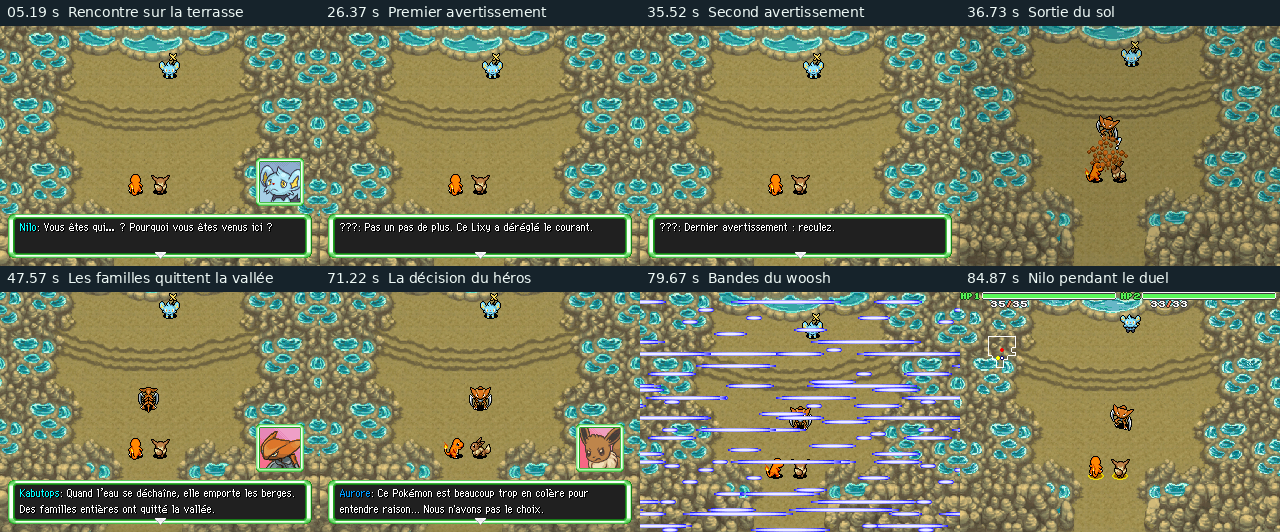 05.19 s Rencontre sur la terrasse
26.37 s Premier avertissement
35.52 s Second avertissement
36.73 s Sortie du sol
Nilo: Vous êtes qui... ? Pourquoi vous êtes venus ici ?
???: Pas un pas de plus. Ce Lixy a déréglé le courant.
???: Dernier avertissement : reculez.
47.57 s Les familles quittent la vallée
71.22 s La décision du héros
79.67 s Bandes du woosh
84.87 s Nilo pendant le duel
HP1
HP2
35/35
33/33
Kabutops: Quand l'eau se déchaîne, elle emporte les berges.
Des familles entières ont quitté la vallée.
Aurore: Ce Pokémon est beaucoup trop en colère pour
entendre raison... Nous n'avons pas le choix.